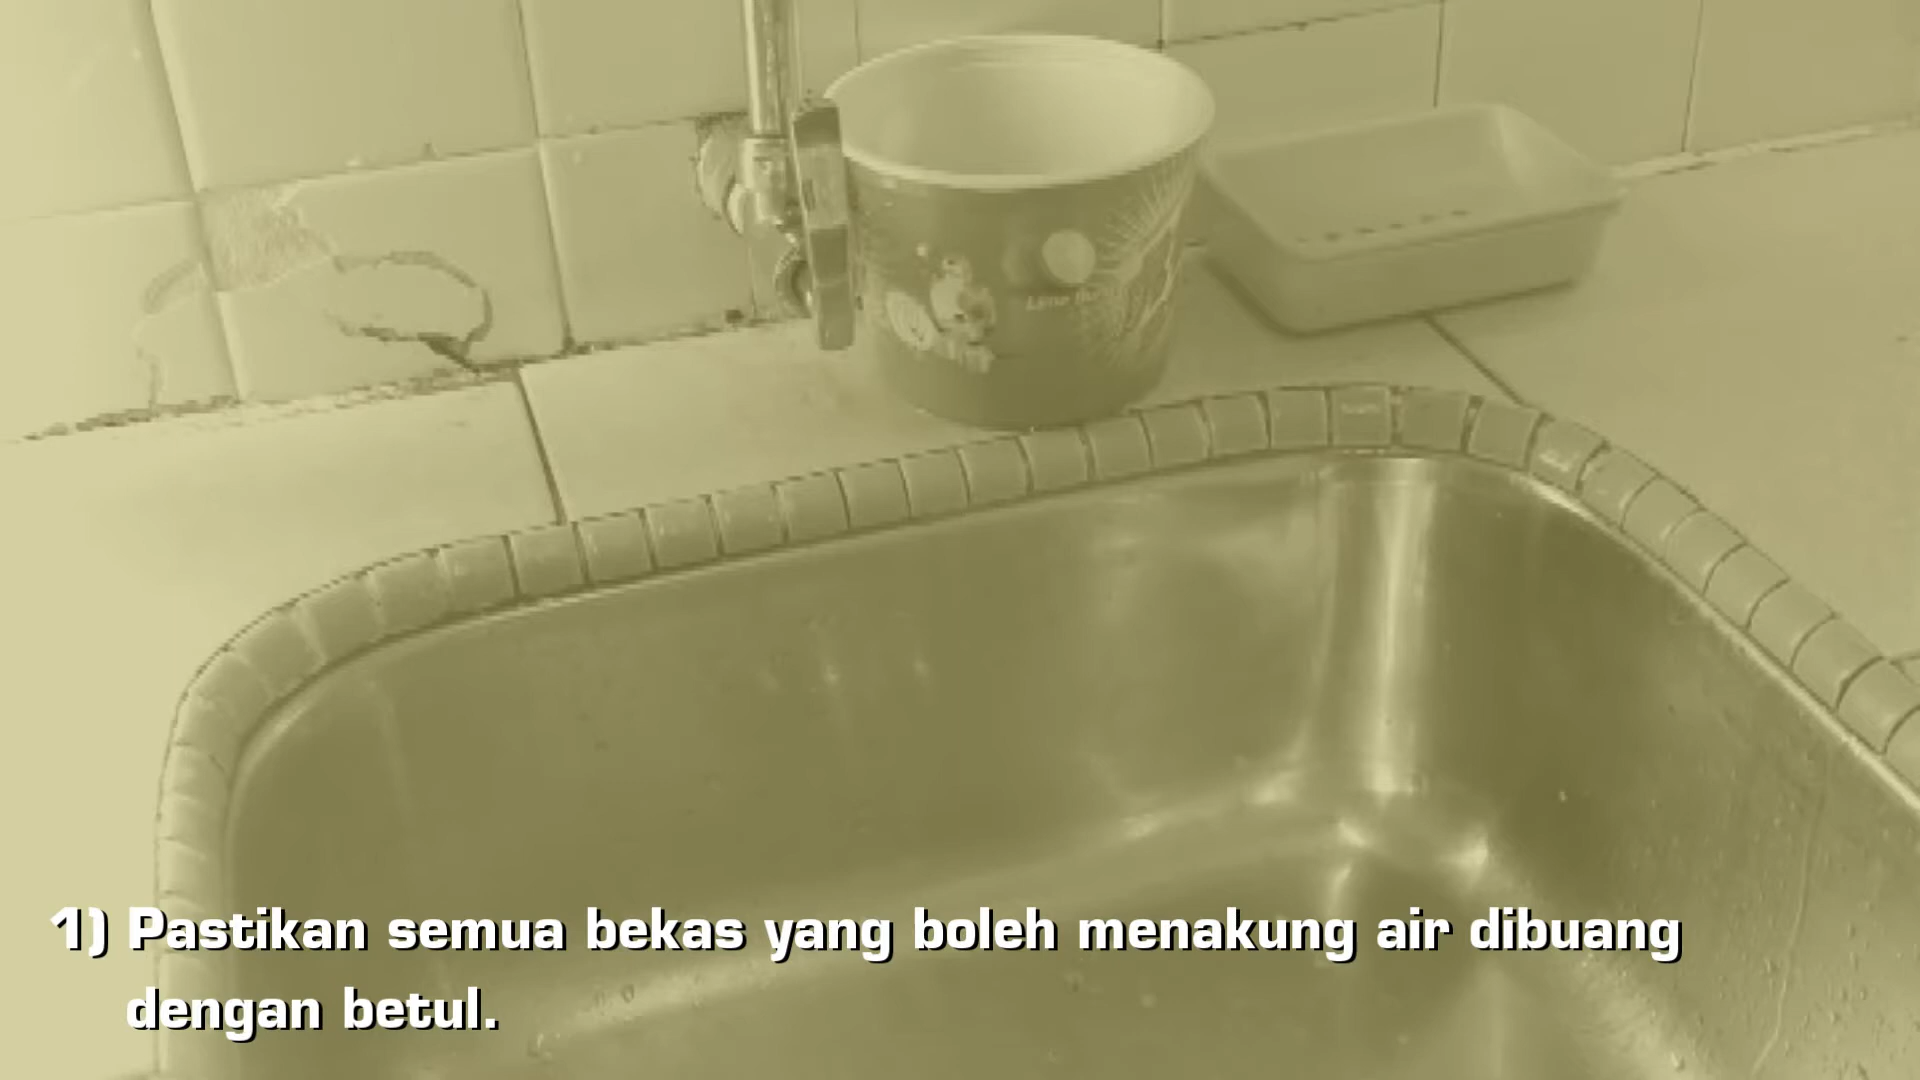 1) Pastikan semua bekas yang boleh menakung air dibuang
dengan betul.